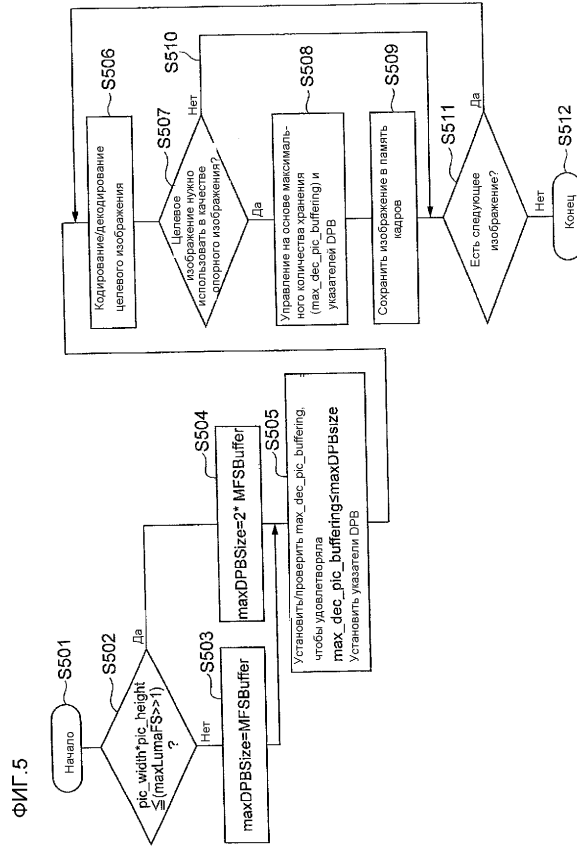 ФИГ.5
Начало
S501
pic_width*pic_height
≦(maxLumaFS>>1)
?
S502
Да
Нет
maxDPBSize=MFSBuffer
S503
maxDPBSize=2* MFSBuffer
S504
Установить/проверить max_dec_pic_buffering,
чтобы удовлетворяла
max_dec_pic_buffering≤maxDPBsize
Установить указатели DPB
S505
Кодирование/декодирование
целевого изображения
S506
Целевое
изображение нужно
использовать в качестве
опорного изображения?
S507
Нет
S510
Да
Управление на основе максималь-
ного количества хранения
(max_dec_pic_buffering) и
указателей DPB
S508
Сохранить изображение в память
кадров
S509
Есть следующее
изображение?
S511
Да
Нет
Конец
S512